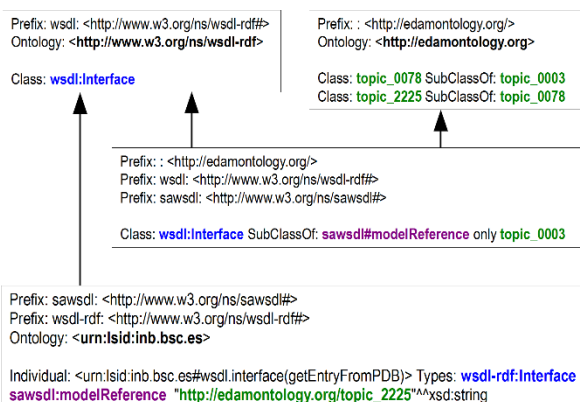 Prefix: wsdl: <http://www.w3.org/ns/wsdl-rdf#>
Ontology: <http://www.w3.org/ns/wsdl-rdf>
Class: wsdl:Interface
Prefix: : <http://edamontology.org/>
Ontology: <http://edamontology.org>
Class: topic_0078 SubClassOf: topic_0003
Class: topic_2225 SubClassOf: topic_0078
Prefix: : <http://edamontology.org/>
Prefix: wsdl: <http://www.w3.org/ns/wsdl-rdf#>
Prefix: sawsdl: <http://www.w3.org/ns/sawsdl#>
Class: wsdl:Interface SubClassOf: sawsdl#modelReference only topic_0003
Prefix: sawsdl: <http://www.w3.org/ns/sawsdl#>
Prefix: wsdl-rdf: <http://www.w3.org/ns/wsdl-rdf#>
Ontology: <urn:lsid:inb.bsc.es>
Individual: <urn:lsid:inb.bsc.es#wsdl.interface(getEntryFromPDB)> Types: wsdl-rdf:Interface
sawsdl:modelReference "http://edamontology.org/topic_2225"^^xsd:string